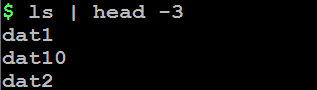 $ ls | head -3
dat1
dat10
dat2